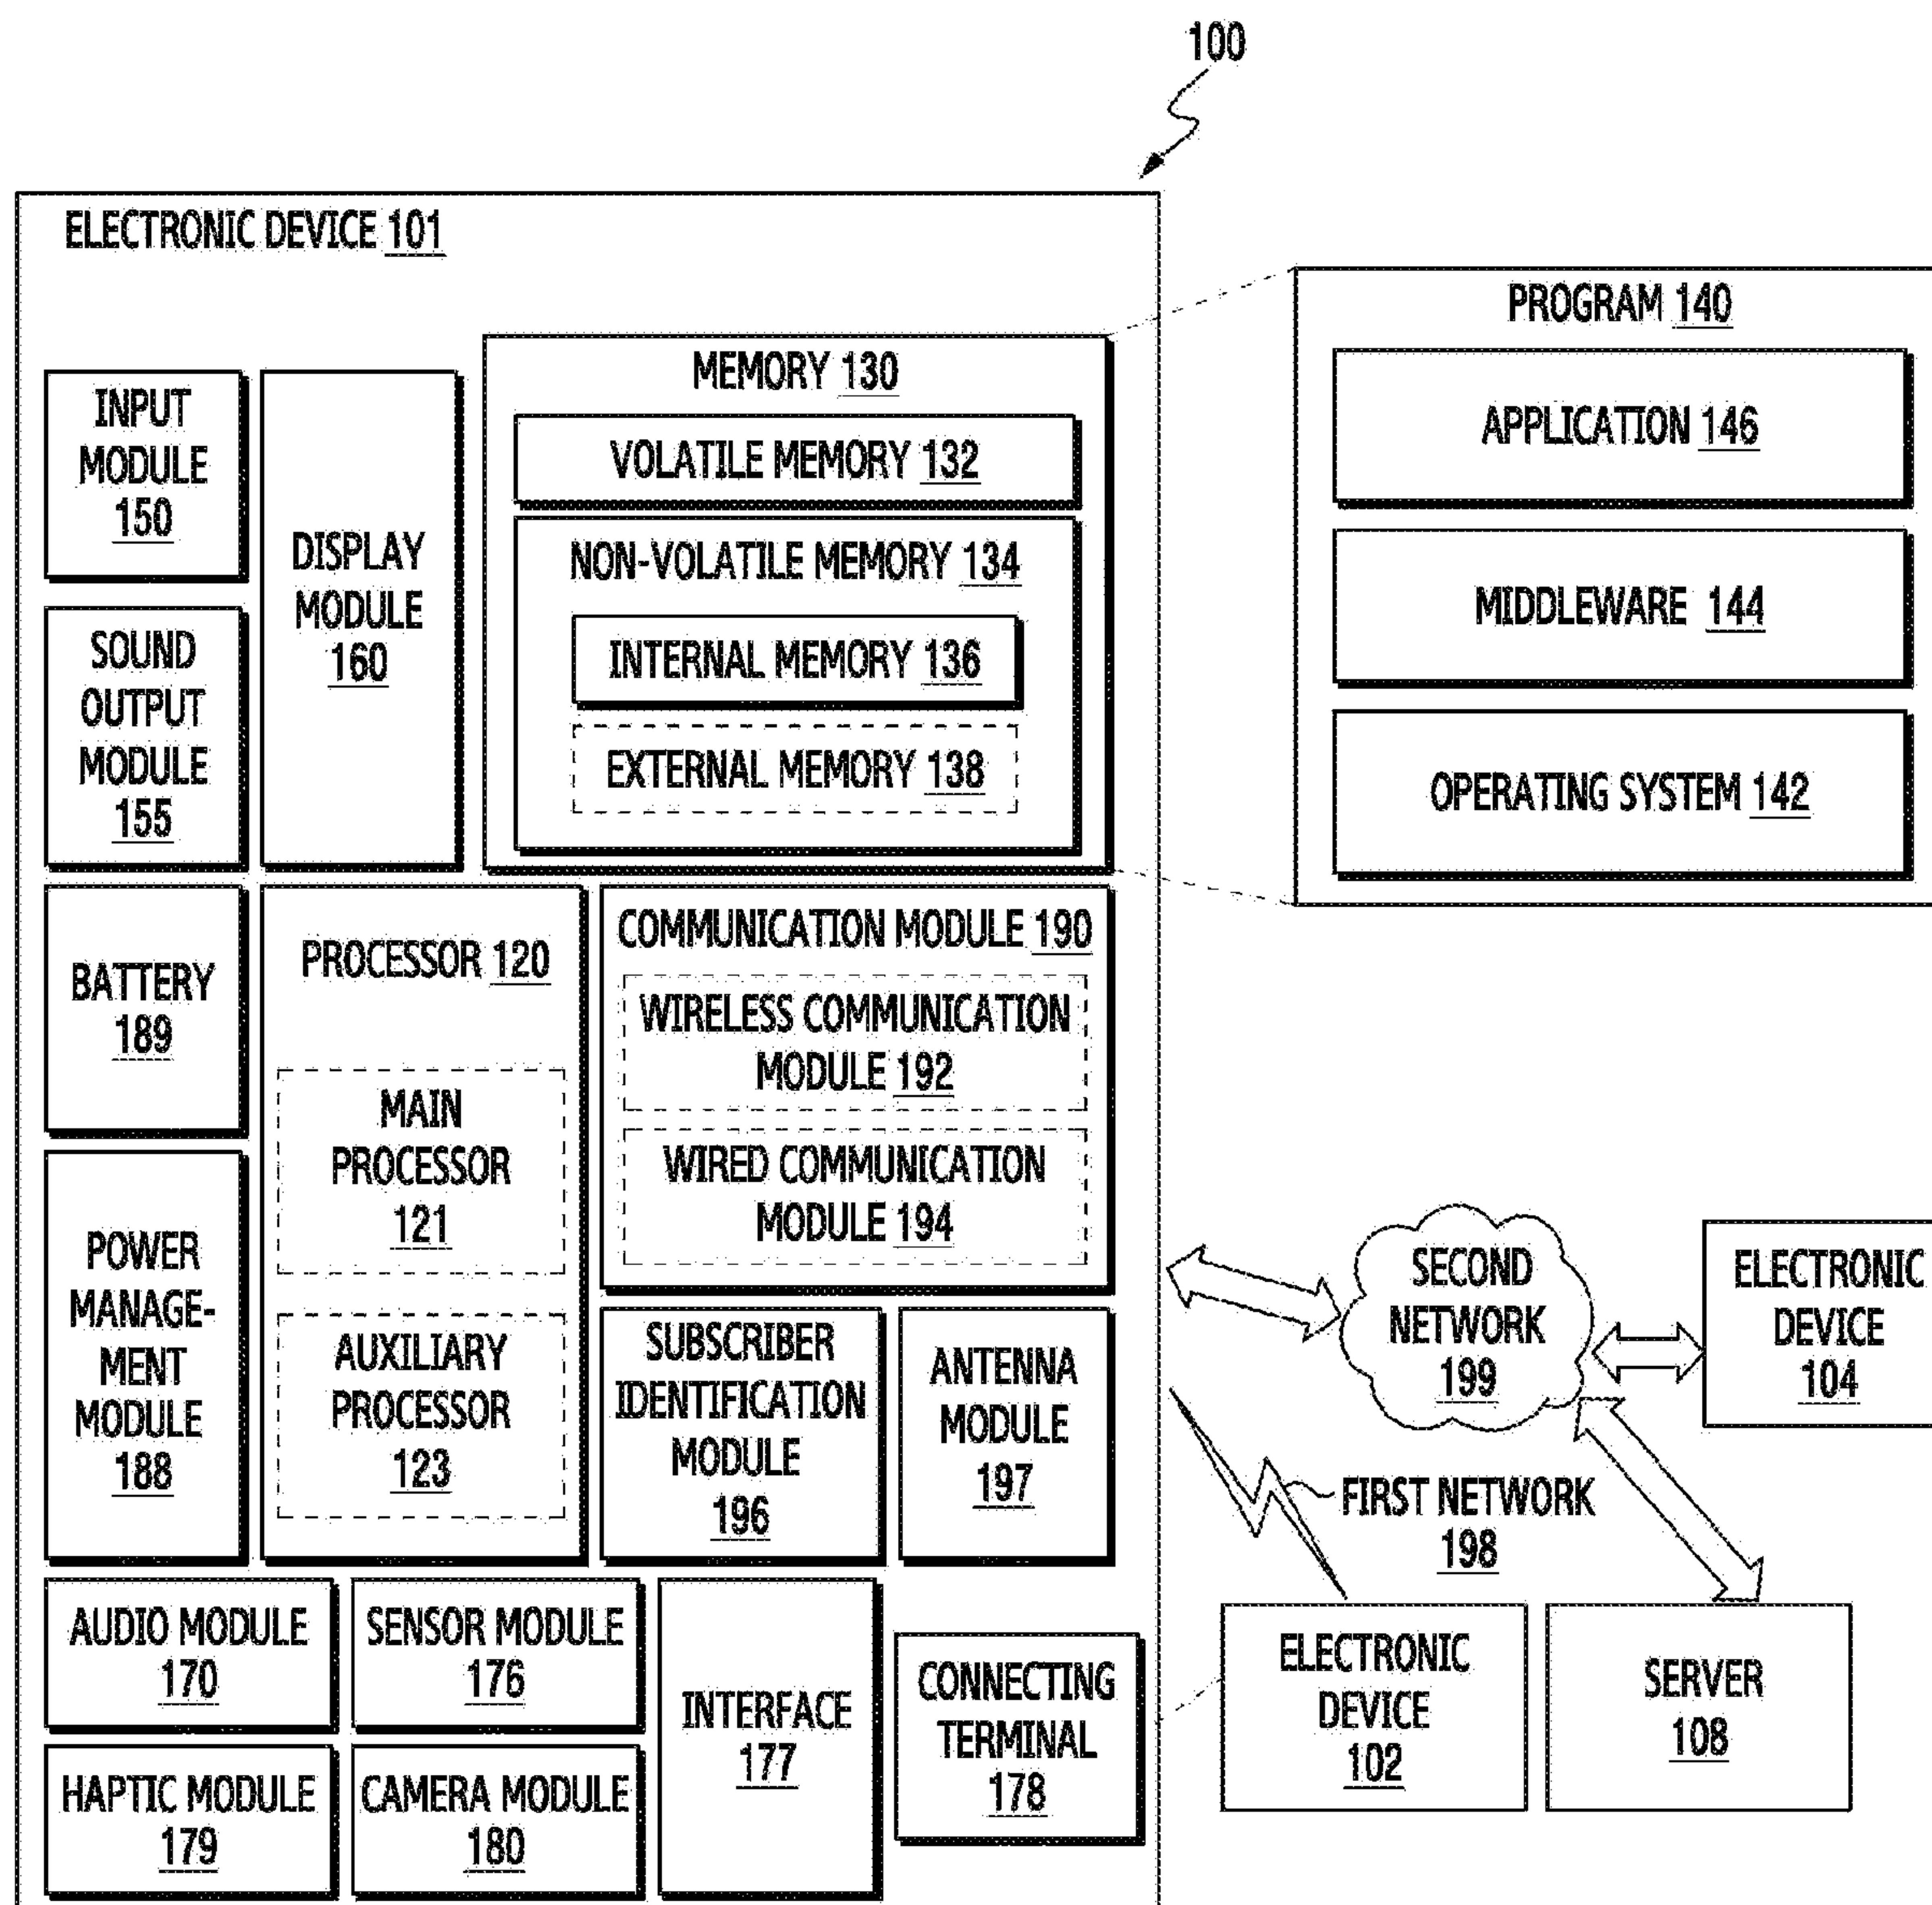 100
ELECTRONIC DEVICE 101
INPUT
MODULE
150
SOUND
OUTPUT
MODULE
155
DISPLAY
MODULE
160
MEMORY 130
VOLATILE MEMORY 132
NON-VOLATILE MEMORY 134
INTERNAL MEMORY 136
EXTERNAL MEMORY 138
PROGRAM 140
APPLICATION 146
MIDDLEWARE 144
OPERATING SYSTEM 142
BATTERY
189
POWER
MANAGE-
MENT
MODULE
188
PROCESSOR 120
MAIN
PROCESSOR
121
AUXILIARY
PROCESSOR
123
COMMUNICATION MODULE 190
WIRELESS COMMUNICATION
MODULE 192
WIRED COMMUNICATION
MODULE 194
SUBSCRIBER
IDENTIFICATION
MODULE
196
ANTENNA
MODULE
197
SECOND
NETWORK
199
ELECTRONIC
DEVICE
104
FIRST NETWORK
198
AUDIO MODULE
170
SENSOR MODULE
176
HAPTIC MODULE
179
CAMERA MODULE
180
INTERFACE
177
CONNECTING
TERMINAL
178
ELECTRONIC
DEVICE
102
SERVER
108